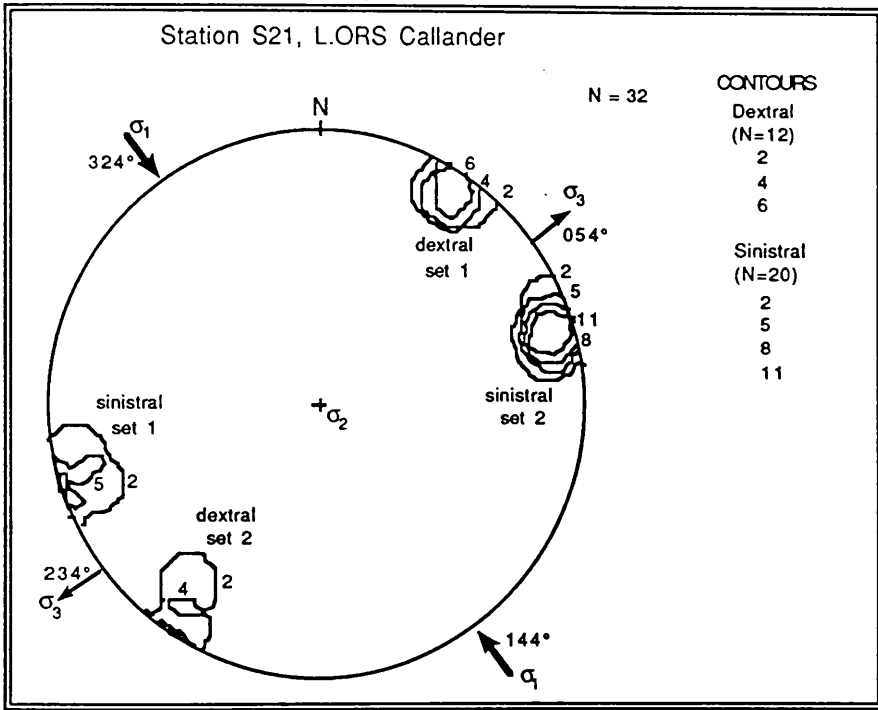 Station S21, L.ORS Callander
N = 32
CONTOURS
Dextral
(N=12)
2
4
6
Sinistral
(N=20)
2
5
8
11
N
σ1
324°
6
4
2
σ3
054°
dextral
set 1
2
5
11
8
sinistral
set 2
σ2
sinistral
set 1
5
2
dextral
set 2
4
2
234°
σ3
144°
σ1